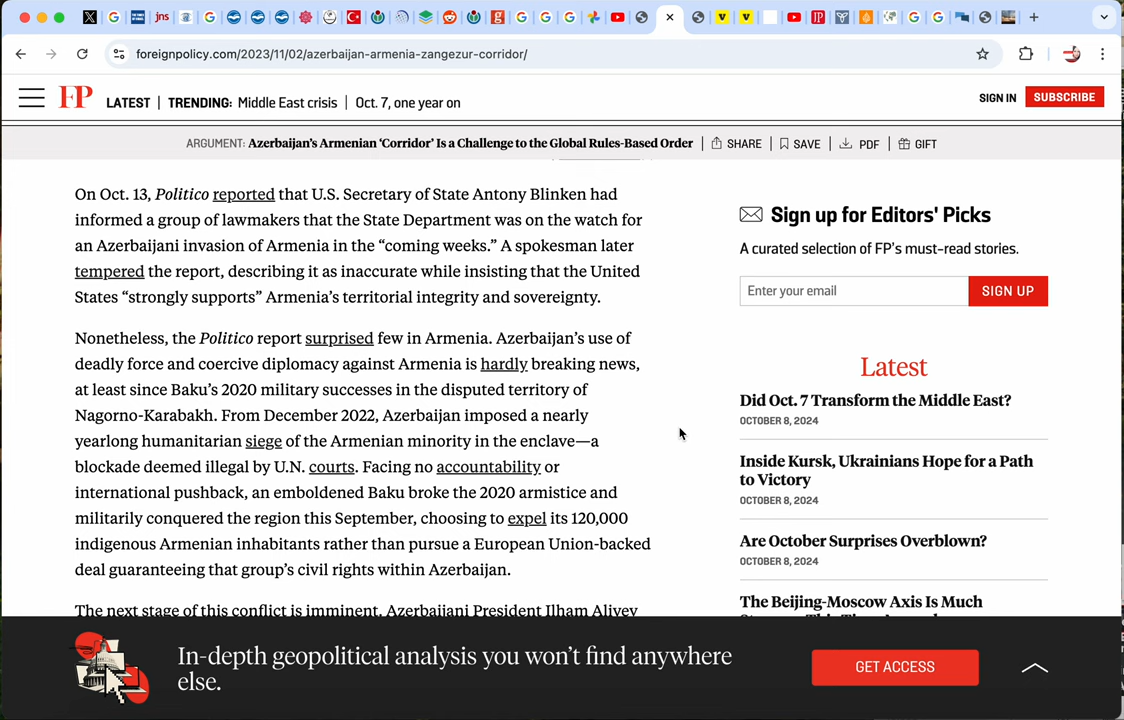 jns
foreignpolicy.com/2023/11/02/azerbaijan-armenia-zangezur-corridor/
FP LATEST | TRENDING: Middle East crisis | Oct. 7, one year on
SIGN IN SUBSCRIBE
ARGUMENT: Azerbaijan's Armenian ‘Corridor’ Is a Challenge to the Global Rules-Based Order | SHARE | SAVE | PDF | GIFT
On Oct. 13, Politico reported that U.S. Secretary of State Antony Blinken had
informed a group of lawmakers that the State Department was on the watch for
an Azerbaijani invasion of Armenia in the “coming weeks.” A spokesman later
tempered the report, describing it as inaccurate while insisting that the United
States “strongly supports” Armenia’s territorial integrity and sovereignty.
Nonetheless, the Politico report surprised few in Armenia. Azerbaijan’s use of
deadly force and coercive diplomacy against Armenia is hardly breaking news,
at least since Baku’s 2020 military successes in the disputed territory of
Nagorno-Karabakh. From December 2022, Azerbaijan imposed a nearly
yearlong humanitarian siege of the Armenian minority in the enclave—a
blockade deemed illegal by U.N. courts. Facing no accountability or
international pushback, an emboldened Baku broke the 2020 armistice and
militarily conquered the region this September, choosing to expel its 120,000
indigenous Armenian inhabitants rather than pursue a European Union-backed
deal guaranteeing that group’s civil rights within Azerbaijan.
The next stage of this conflict is imminent. Azerbaijani President Ilham Aliyev
Sign up for Editors' Picks
A curated selection of FP’s must-read stories.
Enter your email
SIGN UP
Latest
Did Oct. 7 Transform the Middle East?
OCTOBER 8, 2024
Inside Kursk, Ukrainians Hope for a Path
to Victory
OCTOBER 8, 2024
Are October Surprises Overblown?
OCTOBER 8, 2024
The Beijing-Moscow Axis Is Much
In-depth geopolitical analysis you won’t find anywhere
else.
GET ACCESS